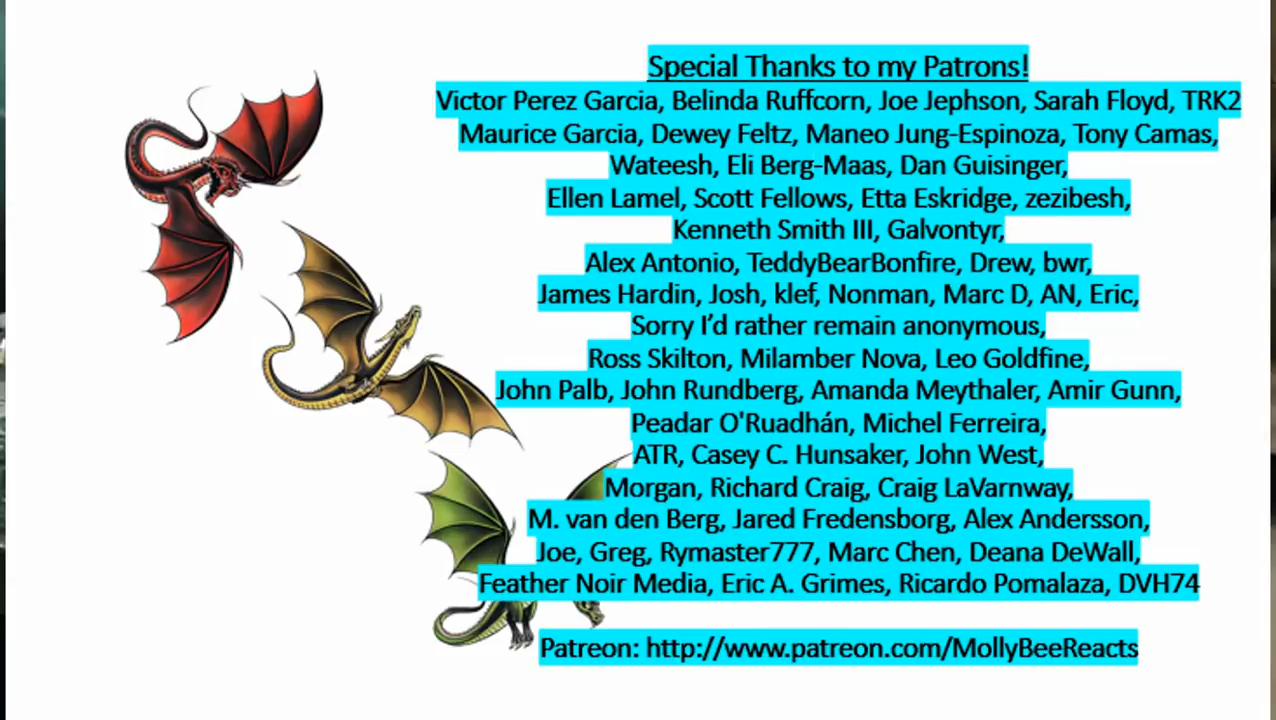 Special Thanks to my Patrons!
Victor Perez Garcia, Belinda Ruffcorn, Joe Jephson, Sarah Floyd, TRK2
Maurice Garcia, Dewey Feltz, Maneo Jung-Espinoza, Tony Camas,
Wateesh, Eli Berg-Maas, Dan Guisinger,
Ellen Lamel, Scott Fellows, Etta Eskridge, zezibesh,
Kenneth Smith III, Galvontyr,
Alex Antonio, TeddyBearBonfire, Drew, bwr,
James Hardin, Josh, klef, Nonman, Marc D, AN, Eric,
Sorry I’d rather remain anonymous,
Ross Skilton, Milamber Nova, Leo Goldfine,
John Palb, John Rundberg, Amanda Meythaler, Amir Gunn,
Peadar O'Ruadhán, Michel Ferreira,
ATR, Casey C. Hunsaker, John West,
Morgan, Richard Craig, Craig LaVarnway,
M. van den Berg, Jared Fredensborg, Alex Andersson,
Joe, Greg, Rymaster777, Marc Chen, Deana DeWall,
Feather Noir Media, Eric A. Grimes, Ricardo Pomalaza, DVH74
Patreon: http://www.patreon.com/MollyBeeReacts